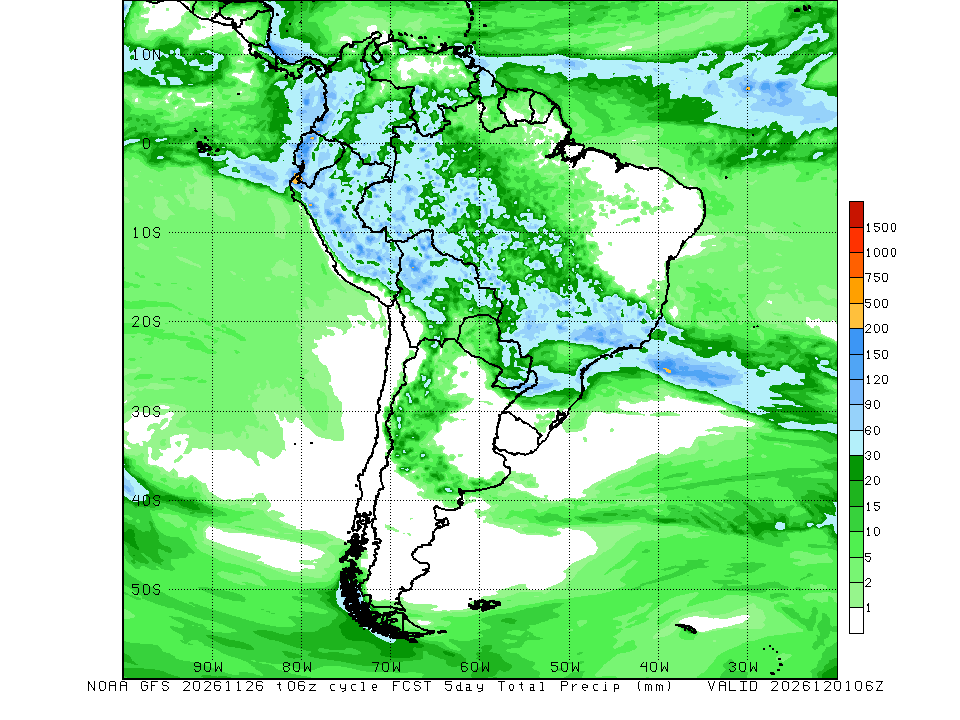 10N
0
10S
20S
30S
40S
50S
90W 80W 70W 60W 50W 40W 30W
1500
1000
750
500
200
150
120
90
60
30
20
15
10
5
2
1
NOAA GFS 20261126 t06z cycle FCST 5day Total Precip (mm) VALID 2026120106Z